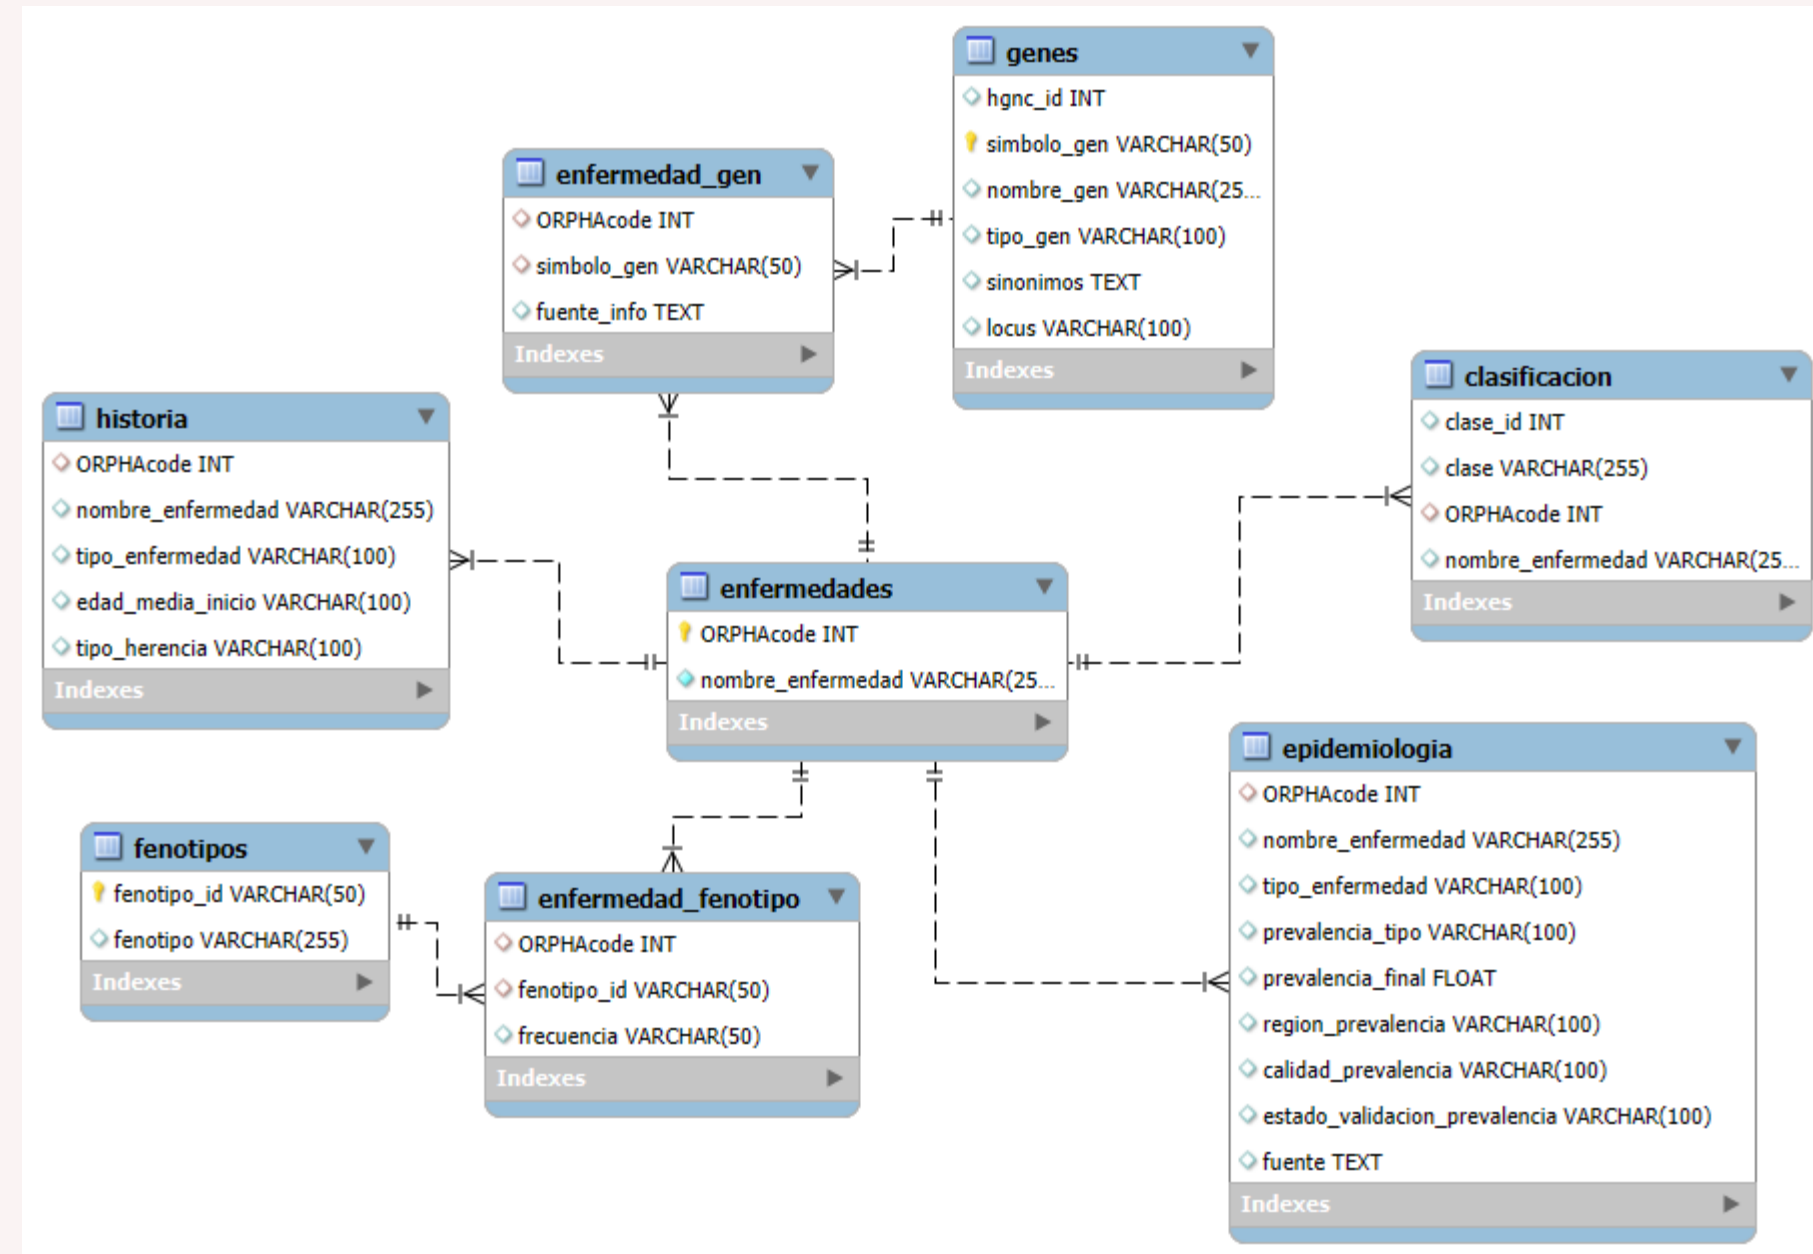 genes
hgnc_id INT
simbolo_gen VARCHAR(50)
nombre_gen VARCHAR(25...
tipo_gen VARCHAR(100)
sinonimos TEXT
locus VARCHAR(100)
Indexes
enfermedad_gen
ORPHAcode INT
simbolo_gen VARCHAR(50)
fuente_info TEXT
Indexes
clasificacion
clase_id INT
clase VARCHAR(255)
ORPHAcode INT
nombre_enfermedad VARCHAR(25...
Indexes
historia
ORPHAcode INT
nombre_enfermedad VARCHAR(255)
tipo_enfermedad VARCHAR(100)
edad_media_inicio VARCHAR(100)
tipo_herencia VARCHAR(100)
Indexes
enfermedades
ORPHAcode INT
nombre_enfermedad VARCHAR(25...
Indexes
epidemiologia
ORPHAcode INT
nombre_enfermedad VARCHAR(255)
tipo_enfermedad VARCHAR(100)
prevalencia_tipo VARCHAR(100)
prevalencia_final FLOAT
region_prevalencia VARCHAR(100)
calidad_prevalencia VARCHAR(100)
estado_validacion_prevalencia VARCHAR(100)
fuente TEXT
Indexes
fenotipos
fenotipo_id VARCHAR(50)
fenotipo VARCHAR(255)
Indexes
enfermedad_fenotipo
ORPHAcode INT
fenotipo_id VARCHAR(50)
frecuencia VARCHAR(50)
Indexes